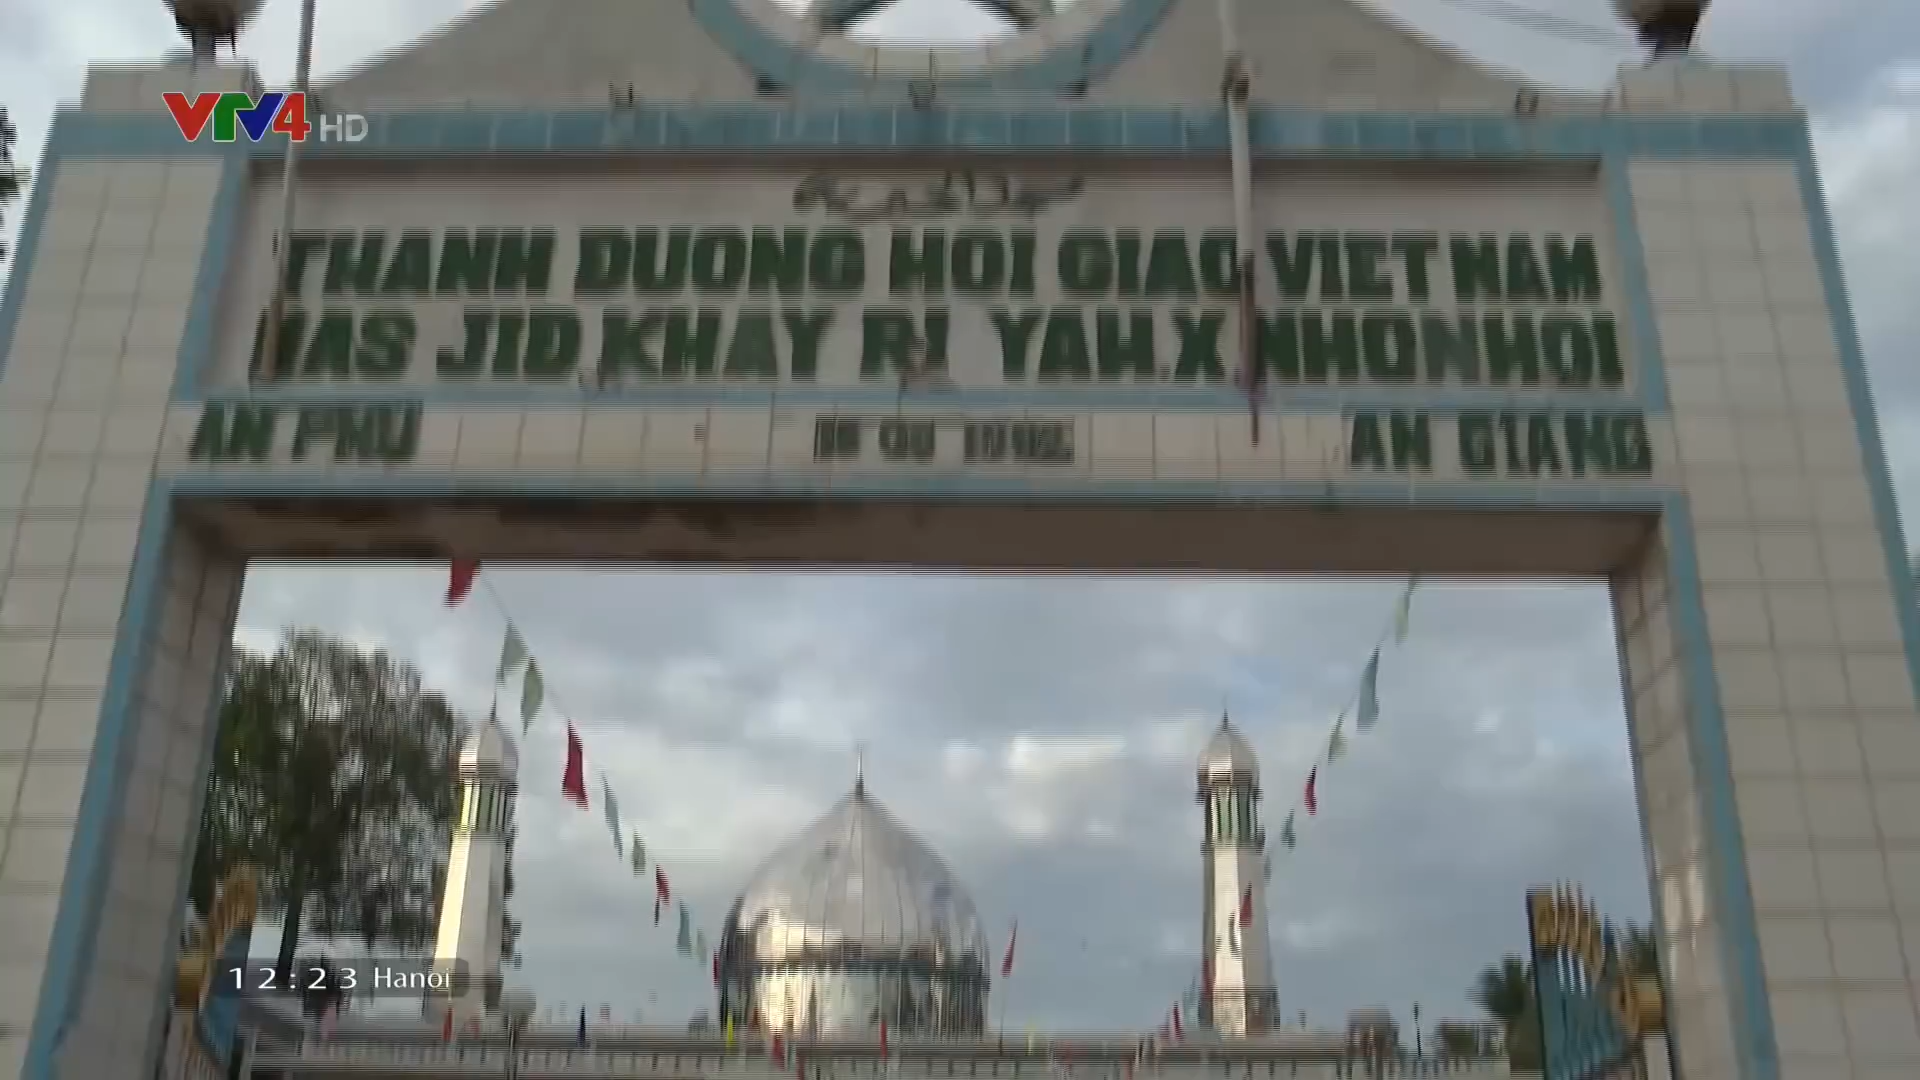 VTV4 HD
THANH DUONG HOI GIAO VIET NAM
MAS JID KHAY RI YAH.X NHONHOI
AN PHU
AN GIANG
12:23 Hanoi